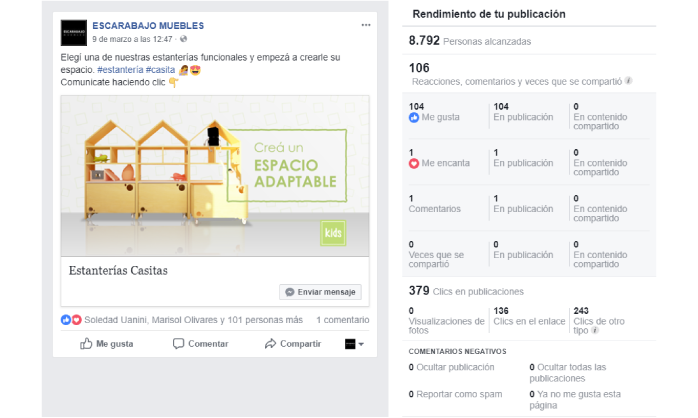 ESCARABAJO MUEBLES
9 de marzo a las 12:47 ·
Elegí una de nuestras estanterías funcionales y empezá a crearle su
espacio. #estantería #casita
Comunicate haciendo clic
Creá un
ESPACIO
ADAPTABLE
kids
Estanterías Casitas
Enviar mensaje
Soledad Uanini, Marisol Olivares y 101 personas más 1 comentario
Me gusta Comentar Compartir
Rendimiento de tu publicación
8.792 Personas alcanzadas
106
Reacciones, comentarios y veces que se compartió
104 104 0
Me gusta En publicación En contenido
compartido
1 1 0
Me encanta En publicación En contenido
compartido
1 1 0
Comentarios En publicación En contenido
compartido
0 0 0
Veces que se En publicación En contenido
compartió compartido
379 Clics en publicaciones
0 136 243
Visualizaciones de Clics en el enlace Clics de otro
fotos tipo
COMENTARIOS NEGATIVOS
0 Ocultar publicación 0 Ocultar todas las
publicaciones
0 Reportar como spam 0 Ya no me gusta esta
página